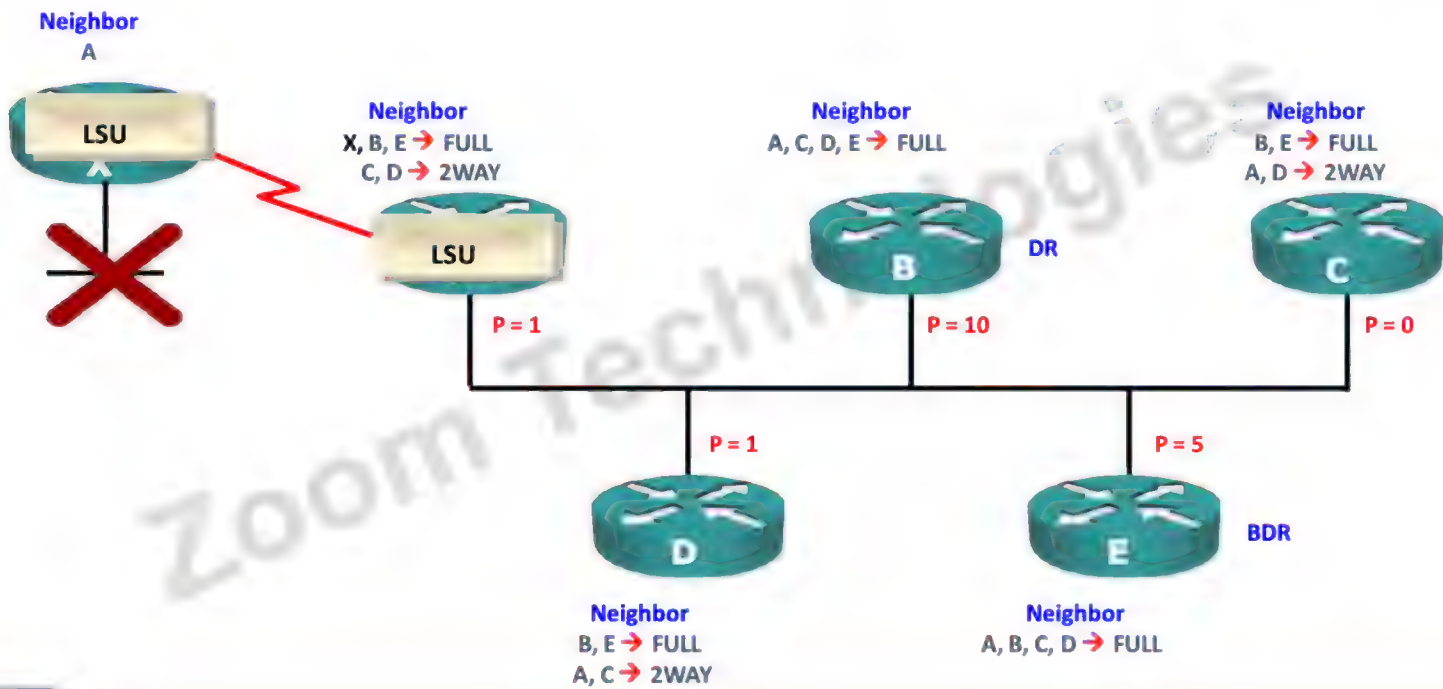 Neighbor
A
LSU
X
Neighbor
X, B, E → FULL
C, D → 2WAY
LSU
P = 1
Neighbor
A, C, D, E → FULL
B
DR
P = 10
Neighbor
B, E → FULL
A, D → 2WAY
C
P = 0
P = 1
D
Neighbor
B, E → FULL
A, C → 2WAY
P = 5
E
BDR
Neighbor
A, B, C, D → FULL
Zoom Technologies